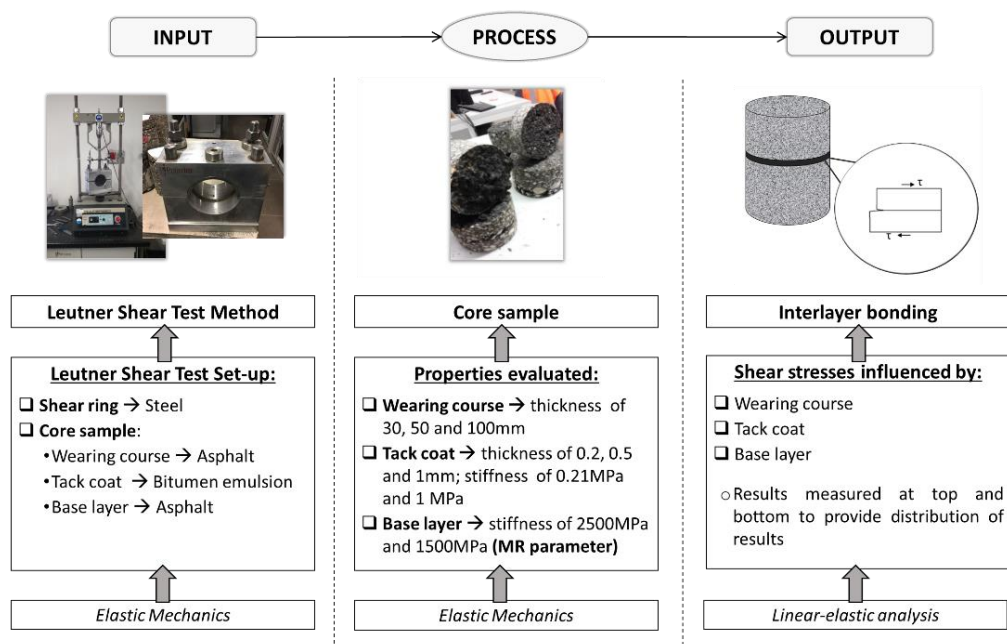 INPUT
PROCESS
OUTPUT
τ
τ
Leutner Shear Test Method
Leutner Shear Test Set-up:
❑ Shear ring → Steel
❑ Core sample:
•Wearing course → Asphalt
•Tack coat → Bitumen emulsion
•Base layer → Asphalt
Elastic Mechanics
Core sample
Properties evaluated:
❑ Wearing course → thickness of
30, 50 and 100mm
❑ Tack coat → thickness of 0.2, 0.5
and 1mm; stiffness of 0.21MPa
and 1 MPa
❑ Base layer → stiffness of 2500MPa
and 1500MPa (MR parameter)
Elastic Mechanics
Interlayer bonding
Shear stresses influenced by:
❑ Wearing course
❑ Tack coat
❑ Base layer
○Results measured at top and
bottom to provide distribution of
results
Linear-elastic analysis